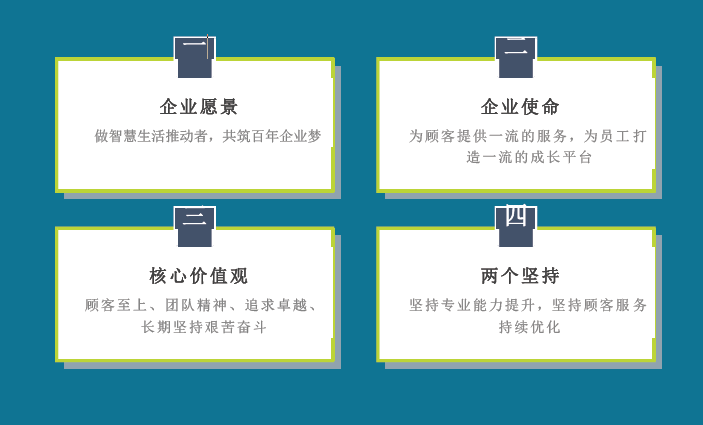 一
企业愿景
做智慧生活推动者，共筑百年企业梦
二
企业使命
为顾客提供一流的服务，为员工打
造一流的成长平台
三
核心价值观
顾客至上、团队精神、追求卓越、
长期坚持艰苦奋斗
四
两个坚持
坚持专业能力提升，坚持顾客服务
持续优化